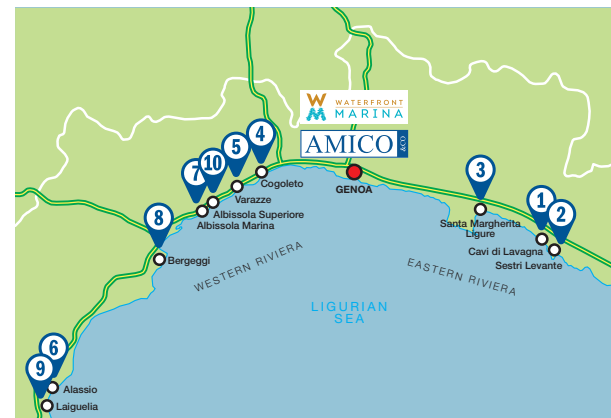 WATERFRONT
MARINA
AMICO
&CO
4
5
10
7
3
1
2
8
6
9
Cogoleto
GENOA
Varazze
Albissola Superiore
Albissola Marina
Santa Margherita
Ligure
Cavi di Lavagna
Sestri Levante
Bergeggi
WESTERN RIVIERA
EASTERN RIVIERA
LIGURIAN
SEA
Alassio
Laiguelia